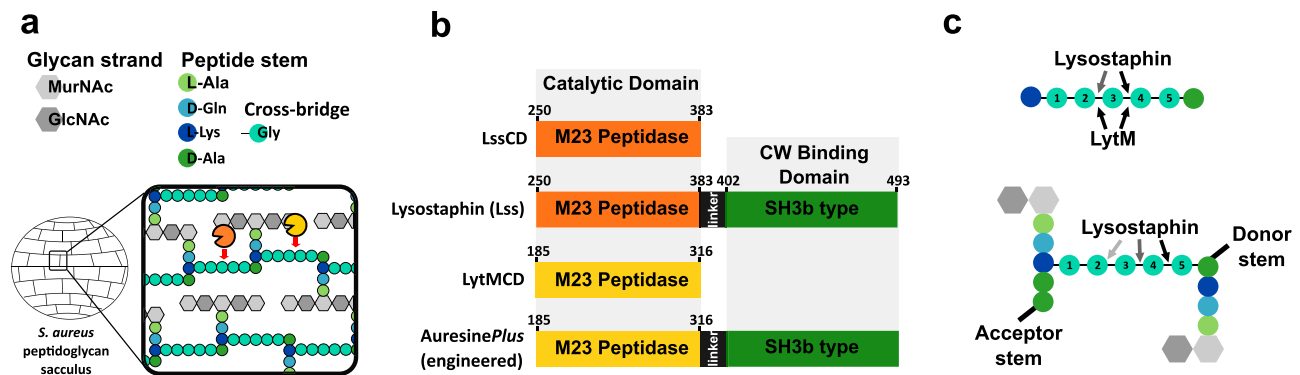 a
Glycan strand
MurNAc
GlcNAc
Peptide stem
L-Ala
D-Gln
L-Lys
D-Ala
Cross-bridge
Gly
S. aureus
peptidoglycan
sacculus
b
Catalytic Domain
250 383
LssCD M23 Peptidase
CW Binding
Domain
250 383 402 493
Lysostaphin (Lss) M23 Peptidase linker SH3b type
185 316
LytMCD M23 Peptidase
185 316
AuresinePlus
(engineered)
M23 Peptidase linker SH3b type
c
Lysostaphin
1 2 3 4 5
LytM
Lysostaphin
Donor
stem
1 2 3 4 5
Acceptor
stem